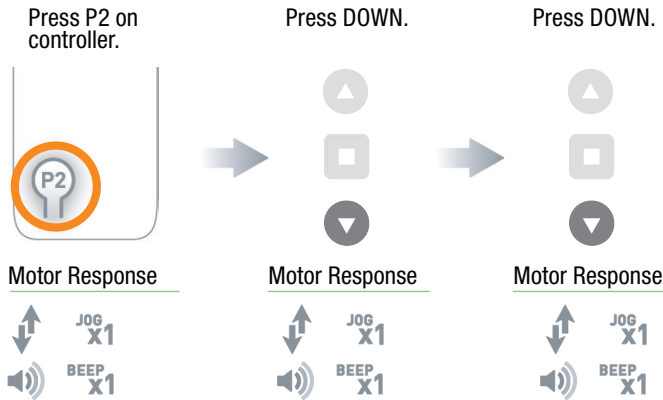 Press P2 on
controller.
Press DOWN.
Press DOWN.
P2
Motor Response
Motor Response
Motor Response
JOG
X1
JOG
X1
JOG
X1
BEEP
X1
BEEP
X1
BEEP
X1